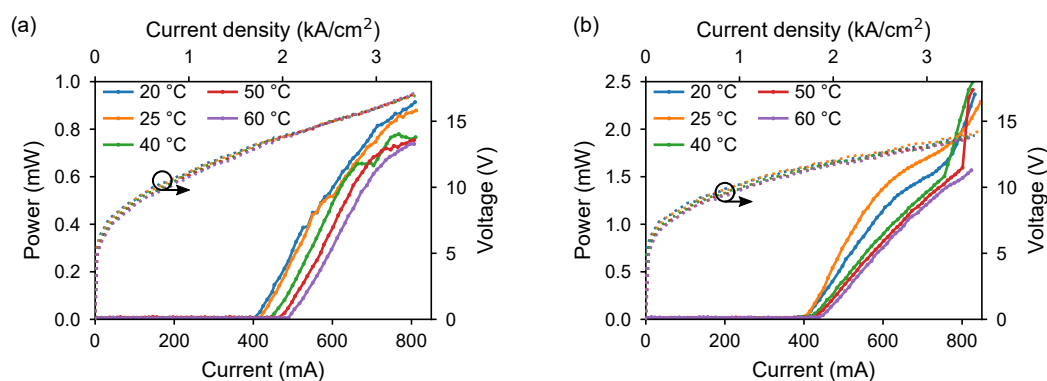 (a)
Current density (kA/cm²)
0 1 2 3
1.0
0.8
0.6
0.4
0.2
0.0
Power (mW)
20 °C
25 °C
40 °C
50 °C
60 °C
15
10
5
0
Voltage (V)
0 200 400 600 800
Current (mA)
(b)
Current density (kA/cm²)
0 1 2 3
2.5
2.0
1.5
1.0
0.5
0.0
Power (mW)
20 °C
25 °C
40 °C
50 °C
60 °C
15
10
5
0
Voltage (V)
0 200 400 600 800
Current (mA)